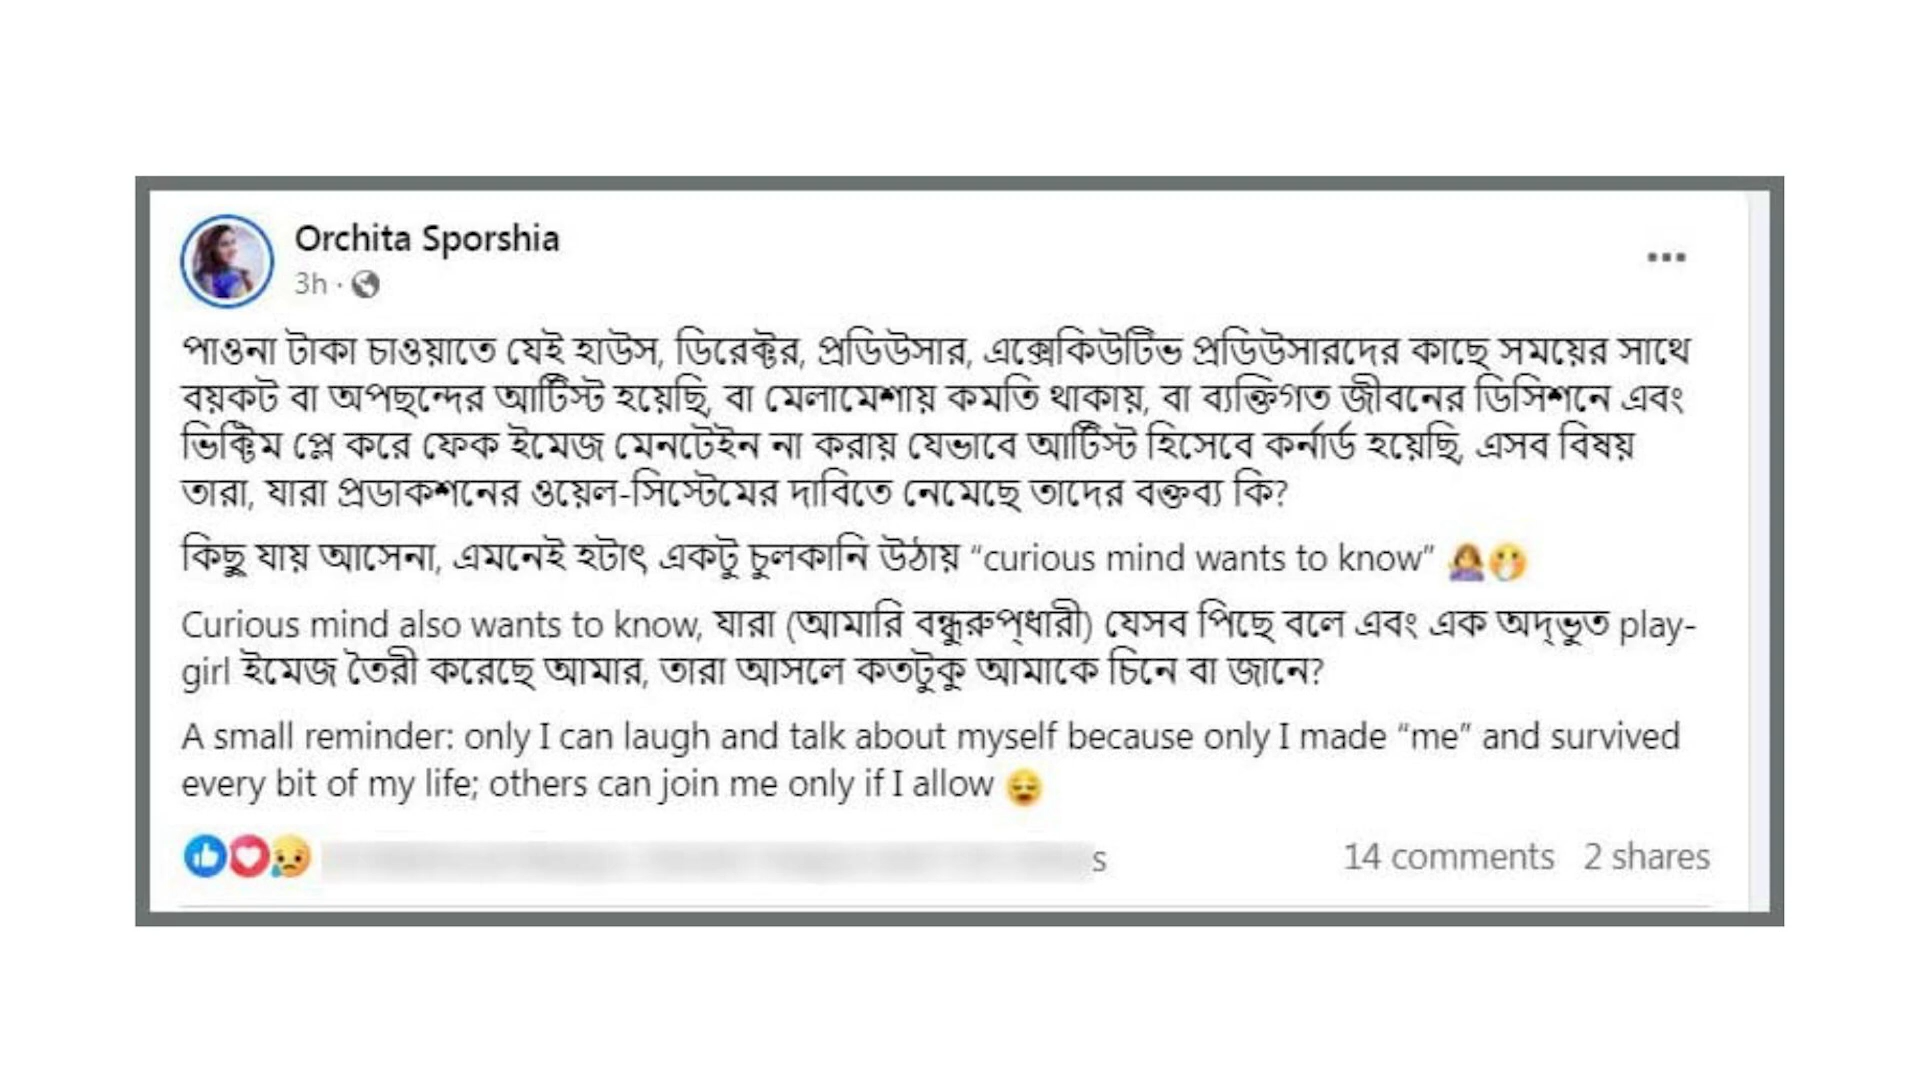 Orchita Sporshia
3h ·
পাওনা টাকা চাওয়াতে যেই হাউস, ডিরেক্টর, প্রডিউসার, এক্সেকিউটিভ প্রডিউসারদের কাছে সময়ের সাথে
বয়কট বা অপছন্দের আর্টিস্ট হয়েছি, বা মেলামেশায় কমতি থাকায়, বা ব্যক্তিগত জীবনের ডিসিশনে এবং
ভিক্টিম প্লে করে ফেক ইমেজ মেনটেইন না করায় যেভাবে আর্টিস্ট হিসেবে কর্নার্ড হয়েছি, এসব বিষয়
তারা, যারা প্রডাকশনের ওয়েল-সিস্টেমের দাবিতে নেমেছে তাদের বক্তব্য কি?
কিছু যায় আসেনা, এমনেই হটাৎ একটু চুলকানি উঠায় “curious mind wants to know” 🙅‍♀️🫢
Curious mind also wants to know, যারা (আমারি বন্ধুরুপ্ধারী) যেসব পিছে বলে এবং এক অদ্ভুত play-
girl ইমেজ তৈরী করেছে আমার, তারা আসলে কতটুকু আমাকে চিনে বা জানে?
A small reminder: only I can laugh and talk about myself because only I made “me” and survived
every bit of my life; others can join me only if I allow 😌
s
14 comments 2 shares